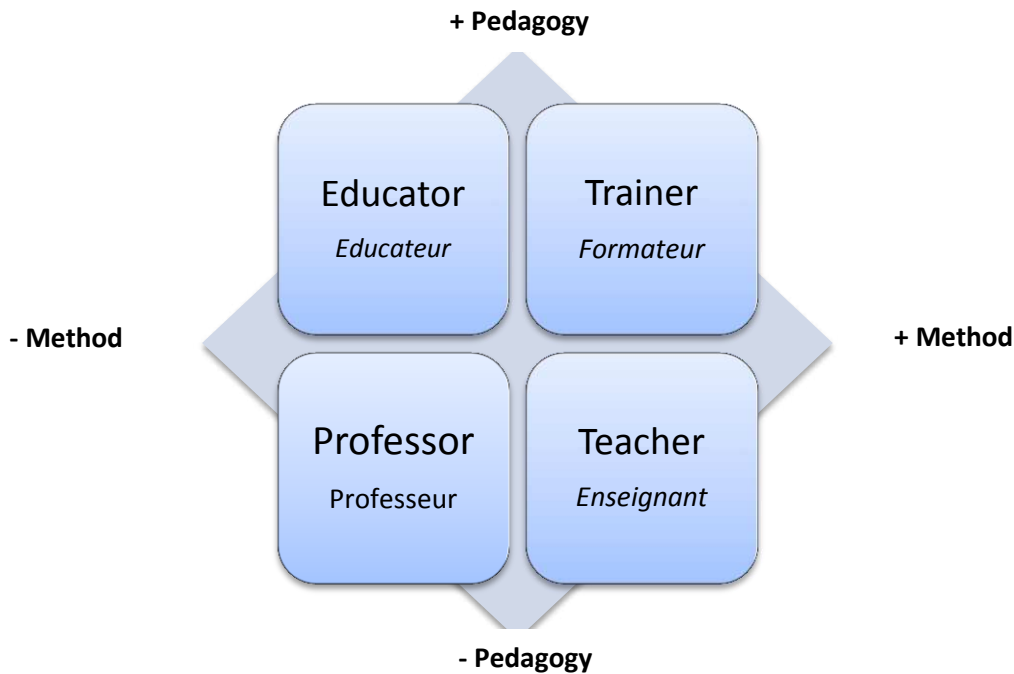 + Pedagogy
Educator
Educateur
Trainer
Formateur
- Method
+ Method
Professor
Professeur
Teacher
Enseignant
- Pedagogy